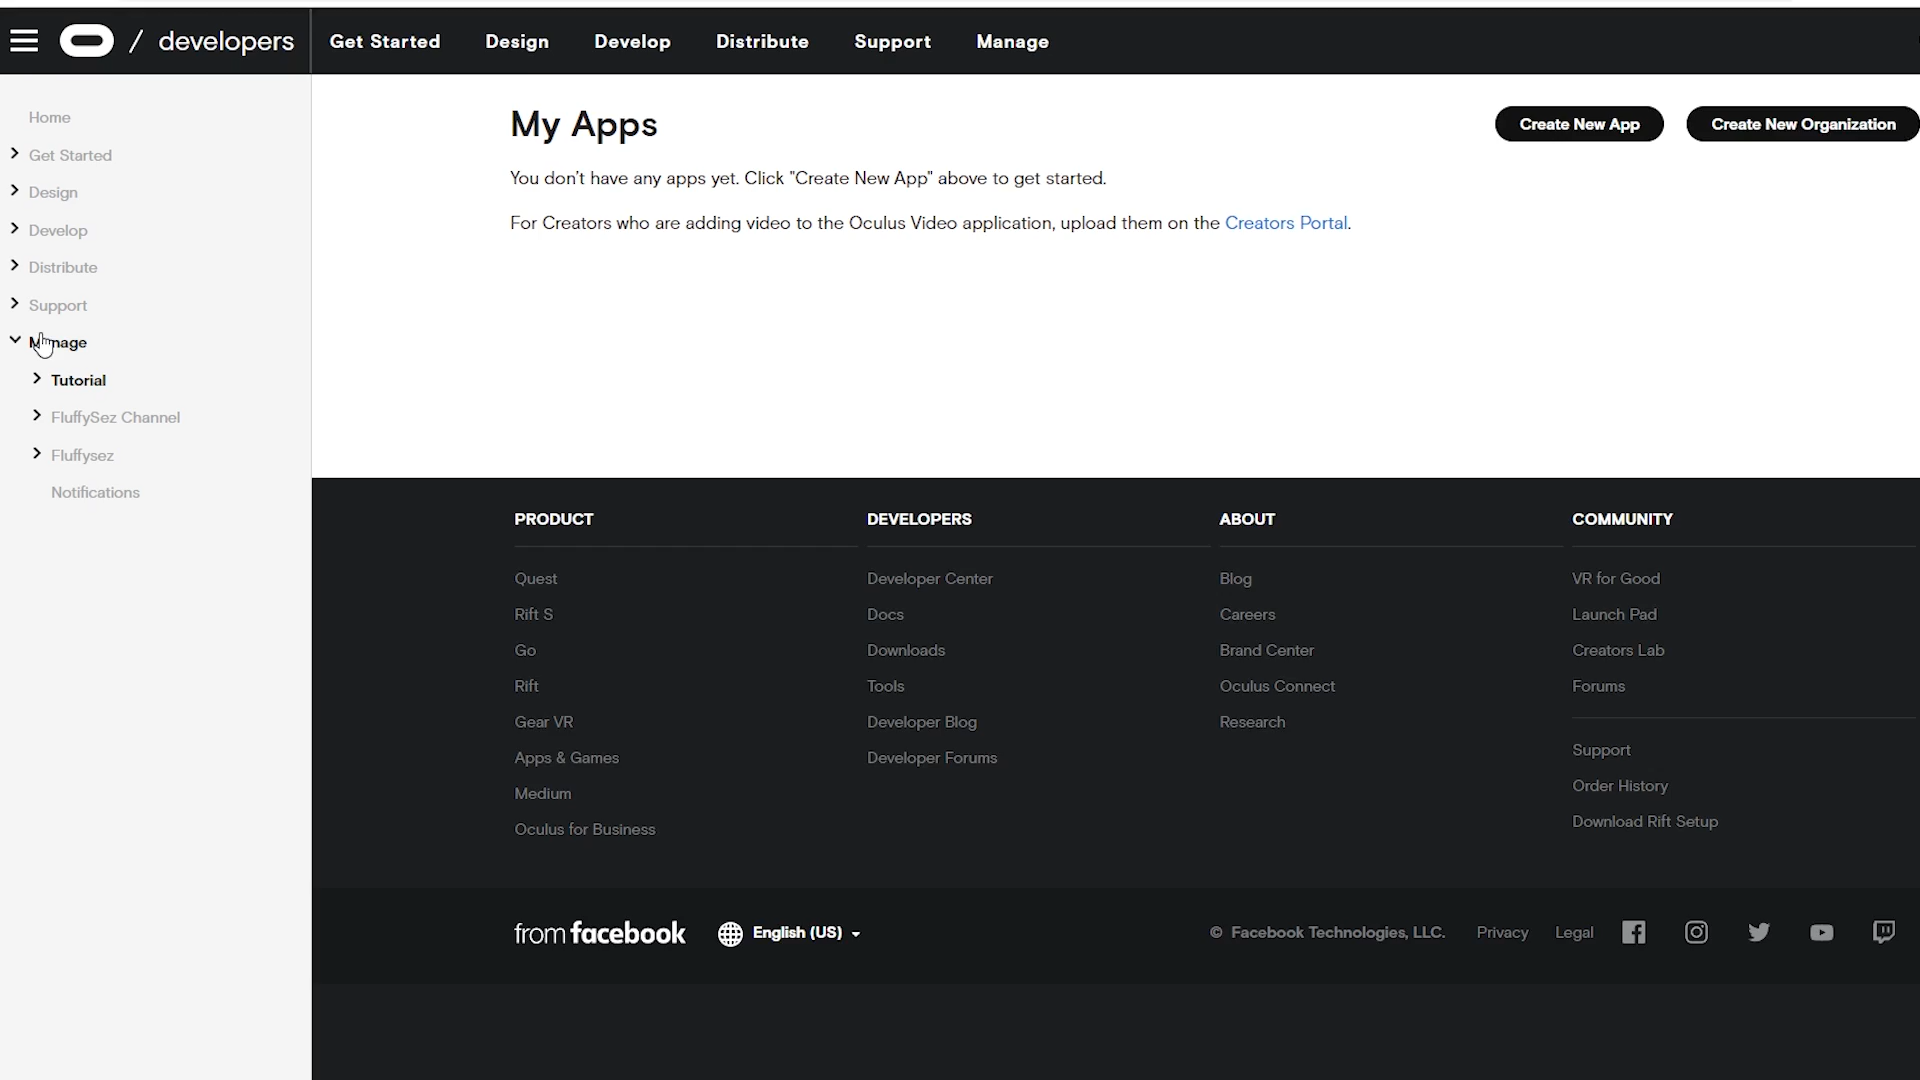 / developers
Get Started
Design
Develop
Distribute
Support
Manage
Home
Get Started
Design
Develop
Distribute
Support
Manage
Tutorial
FluffySez Channel
Fluffysez
Notifications
My Apps
Create New App
Create New Organization
You don't have any apps yet. Click "Create New App" above to get started.
For Creators who are adding video to the Oculus Video application, upload them on the Creators Portal.
PRODUCT
Quest
Rift S
Go
Rift
Gear VR
Apps & Games
Medium
Oculus for Business
DEVELOPERS
Developer Center
Docs
Downloads
Tools
Developer Blog
Developer Forums
ABOUT
Blog
Careers
Brand Center
Oculus Connect
Research
COMMUNITY
VR for Good
Launch Pad
Creators Lab
Forums
Support
Order History
Download Rift Setup
from facebook
English (US)
© Facebook Technologies, LLC.
Privacy
Legal